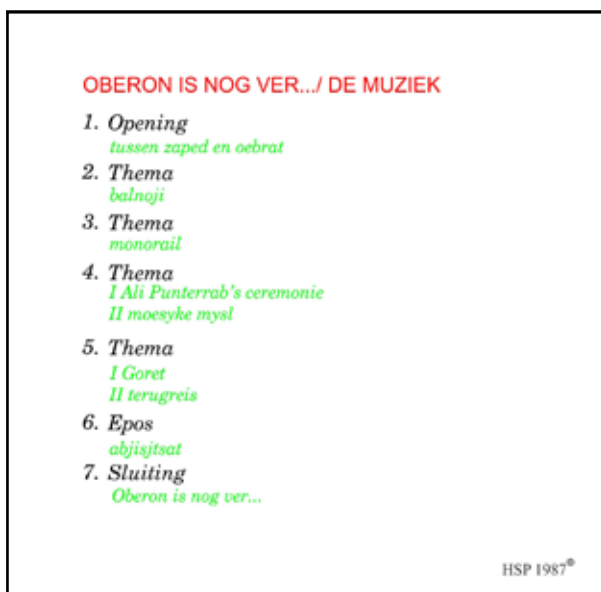 OBERON IS NOG VER.../ DE MUZIEK
1. Opening
tussen zaped en oebrat
2. Thema
balnoji
3. Thema
monorail
4. Thema
I Ali Punterrab's ceremonie
II moesyke mysl
5. Thema
I Goret
II terugreis
6. Epos
abjisjtsat
7. Sluiting
Oberon is nog ver...
HSP 1987®